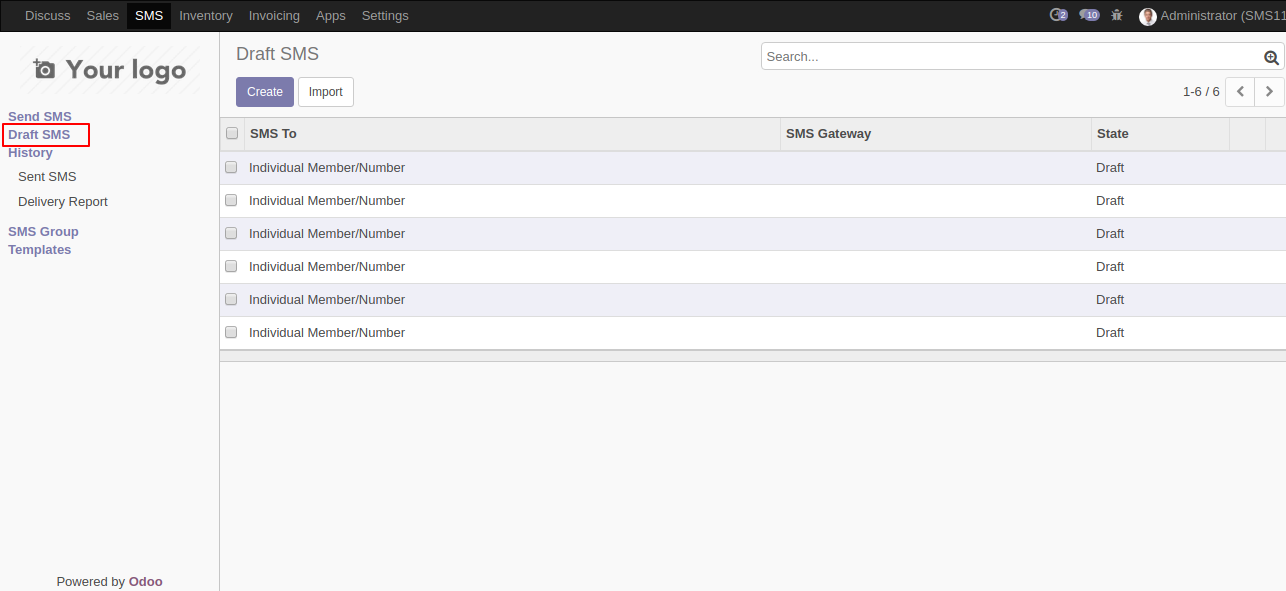 Discuss Sales SMS Inventory Invoicing Apps Settings 2 10 Administrator (SMS11
Your logo
Draft SMS
Search...
Create Import
1-6 / 6
Send SMS
Draft SMS
History
Sent SMS
Delivery Report
SMS Group
Templates
SMS To SMS Gateway State
Individual Member/Number Draft
Individual Member/Number Draft
Individual Member/Number Draft
Individual Member/Number Draft
Individual Member/Number Draft
Individual Member/Number Draft
Powered by Odoo